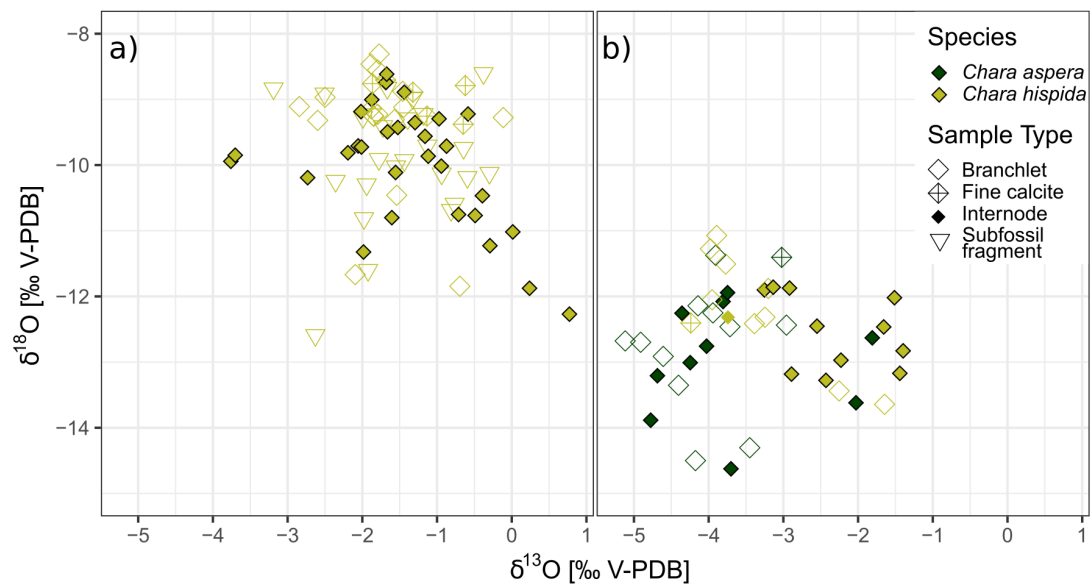 a)
b)
Species
Chara aspera
Chara hispida
Sample Type
Branchlet
Fine calcite
Internode
Subfossil
fragment
−8
−10
−12
−14
δ18O [‰ V-PDB]
−5 −4 −3 −2 −1 0 1
−5 −4 −3 −2 −1 0 1
δ13O [‰ V-PDB]